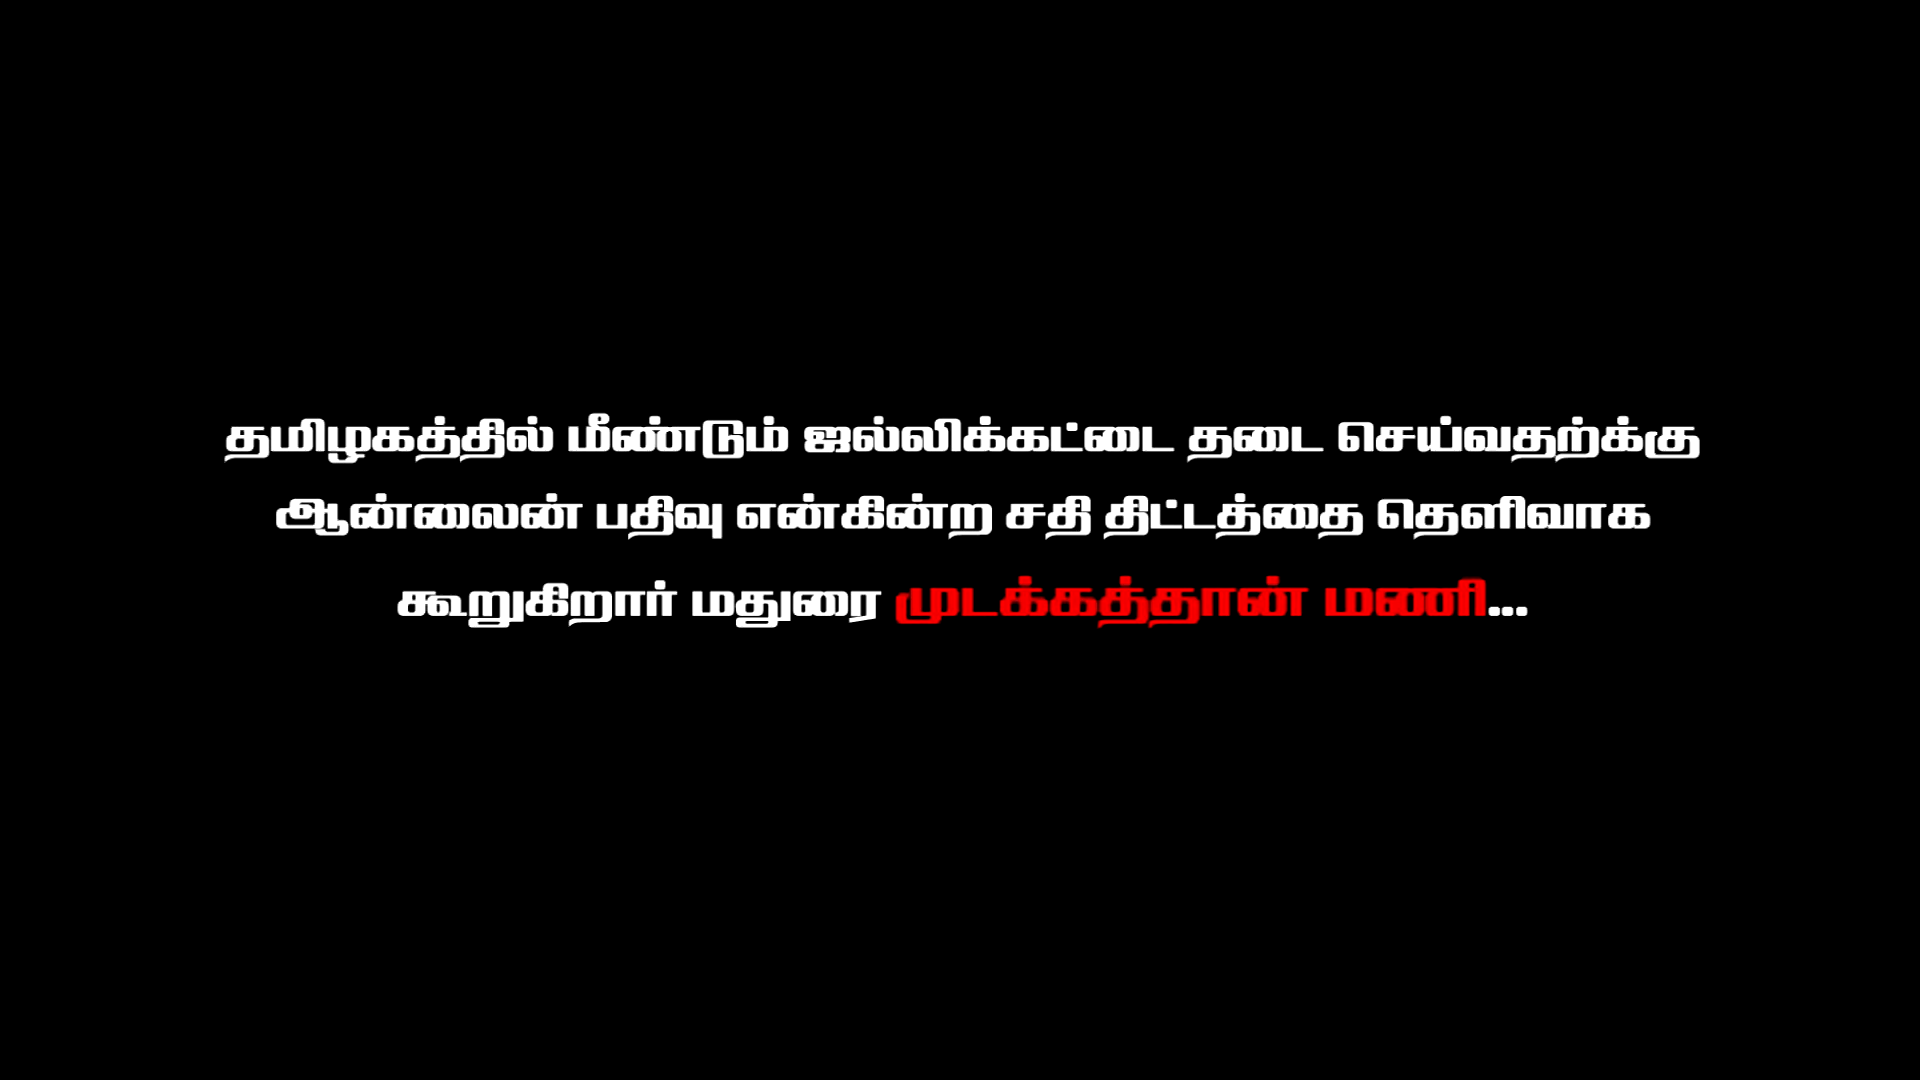 தமிழகத்தில் மீண்டும் ஜல்லிக்கட்டை தடை செய்வதற்க்கு
ஆன்லைன் பதிவு என்கின்ற சதி திட்டத்தை தெளிவாக
கூறுகிறார் மதுரை முடக்கத்தான் மணி...